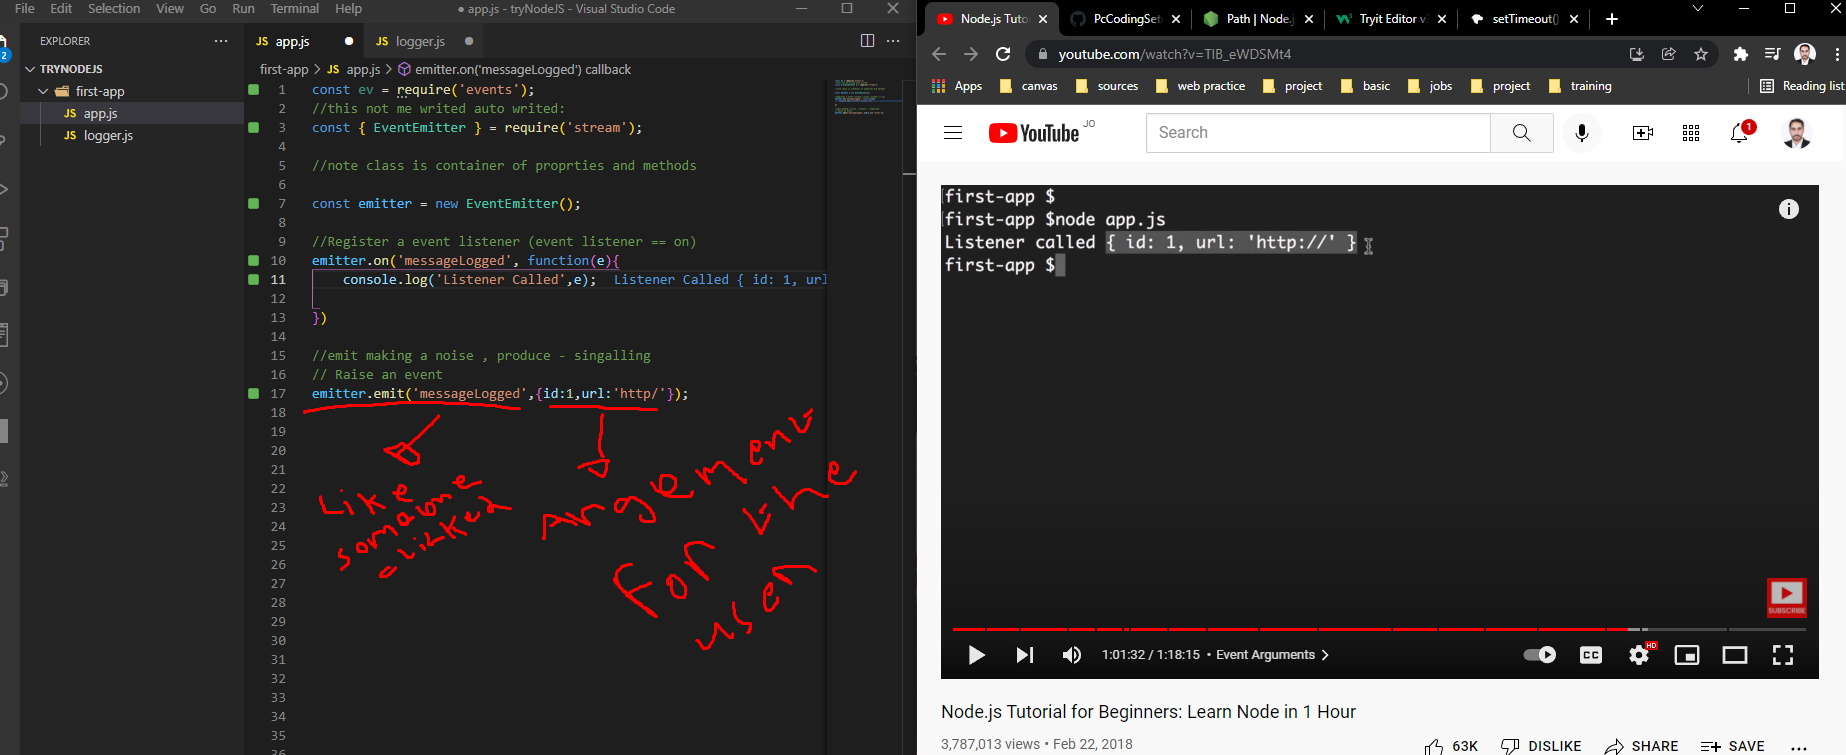 File Edit Selection View Go Run Terminal Help
● app.js - tryNodeJS - Visual Studio Code
EXPLORER
2
TRYNODEJS
first-app
JS app.js
JS logger.js
JS app.js ● JS logger.js ●
first-app > JS app.js > emitter.on('messageLogged') callback
1 const ev = require('events');
2 //this not me writed auto writed:
3 const { EventEmitter } = require('stream');
4
5 //note class is container of proprties and methods
6
7 const emitter = new EventEmitter();
8
9 //Register a event listener (event listener == on)
10 emitter.on('messageLogged', function(e){
11 console.log('Listener Called',e); Listener Called { id: 1, url
12
13 })
14
15 //emit making a noise , produce - singalling
16 // Raise an event
17 emitter.emit('messageLogged',{id:1,url:'http/'});
18
19
20
21
22
23
24
25
26
27
28
29
30
31
32
33
34
35
36
Like
someone
clicked
argement
for the
user
Node.js Tuto PcCodingSet Path | Node.j Tryit Editor v setTimeout()
youtube.com/watch?v=TlB_eWDSMt4
Apps canvas sources web practice project basic jobs project training Reading list
YouTube JO
Search
1
first-app $
first-app $node app.js
Listener called { id: 1, url: 'http://' }
first-app $
SUBSCRIBE
1:01:32 / 1:18:15 • Event Arguments >
CC HD
Node.js Tutorial for Beginners: Learn Node in 1 Hour
3,787,013 views • Feb 22, 2018
63K DISLIKE SHARE SAVE